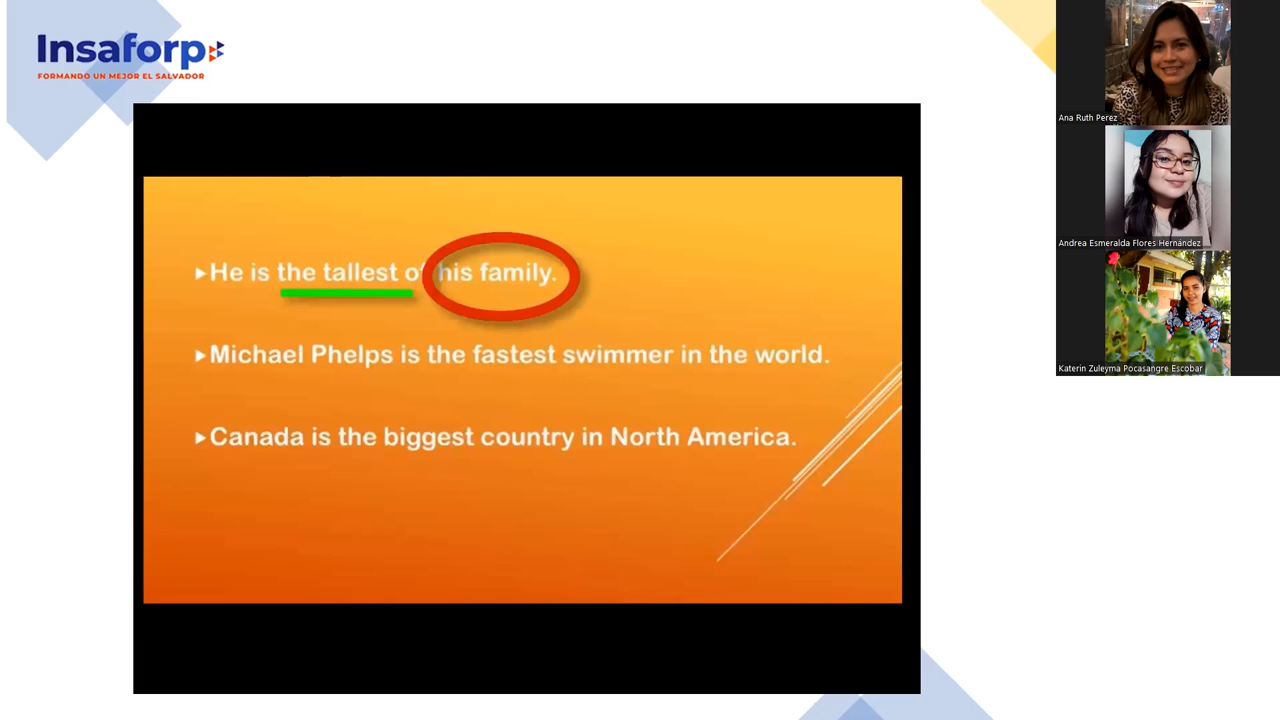 Insaforp
FORMANDO UN MEJOR EL SALVADOR
He is the tallest of his family.
Michael Phelps is the fastest swimmer in the world.
Canada is the biggest country in North America.
Ana Ruth Perez
Andrea Esmeralda Flores Hernández
Katerin Zuleyma Pocasangre Escobar